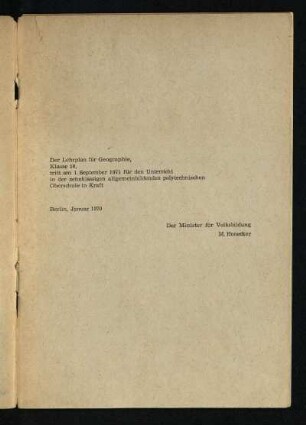 Der Lehrplan für Geographie,
Klasse 10,
tritt am 1. September 1971 für den Unterricht
in der zehnklassigen allgemeinbildenden polytechnischen
Oberschule in Kraft
Berlin, Januar 1970
Der Minister für Volksbildung
M. Honecker